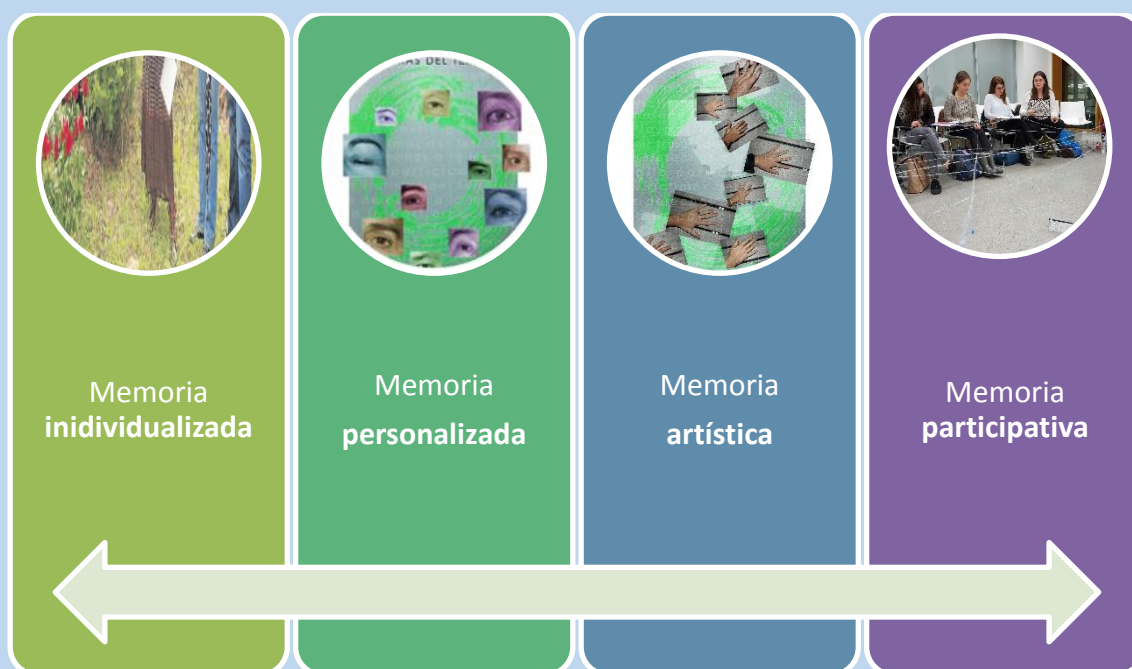 Memoria
inidividualizada
Memoria
personalizada
Memoria
artística
Memoria
participativa